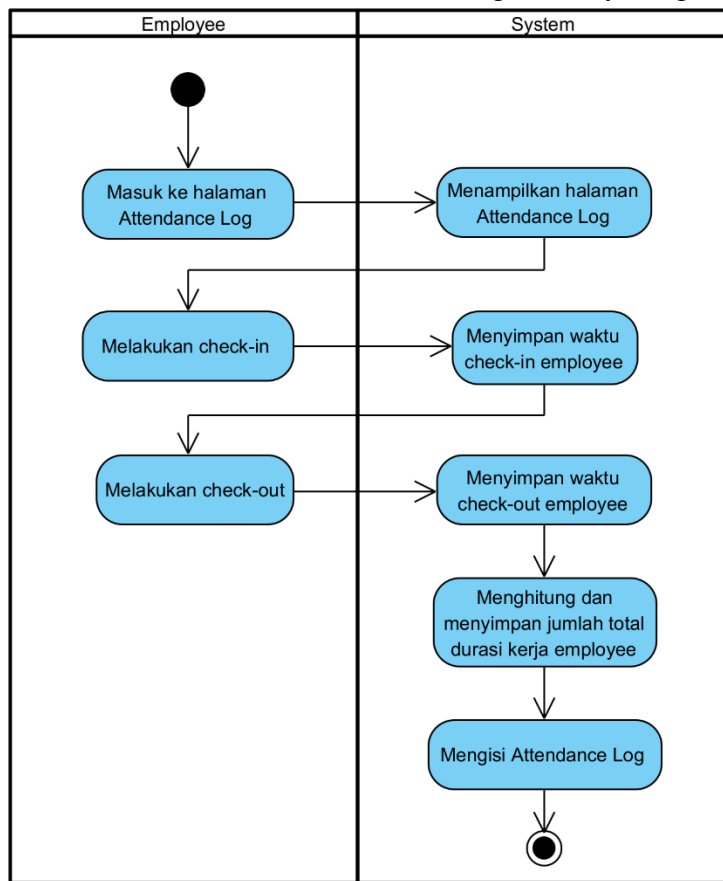 Employee
System
Masuk ke halaman
Attendance Log
Menampilkan halaman
Attendance Log
Melakukan check-in
Menyimpan waktu
check-in employee
Melakukan check-out
Menyimpan waktu
check-out employee
Menghitung dan
menyimpan jumlah total
durasi kerja employee
Mengisi Attendance Log